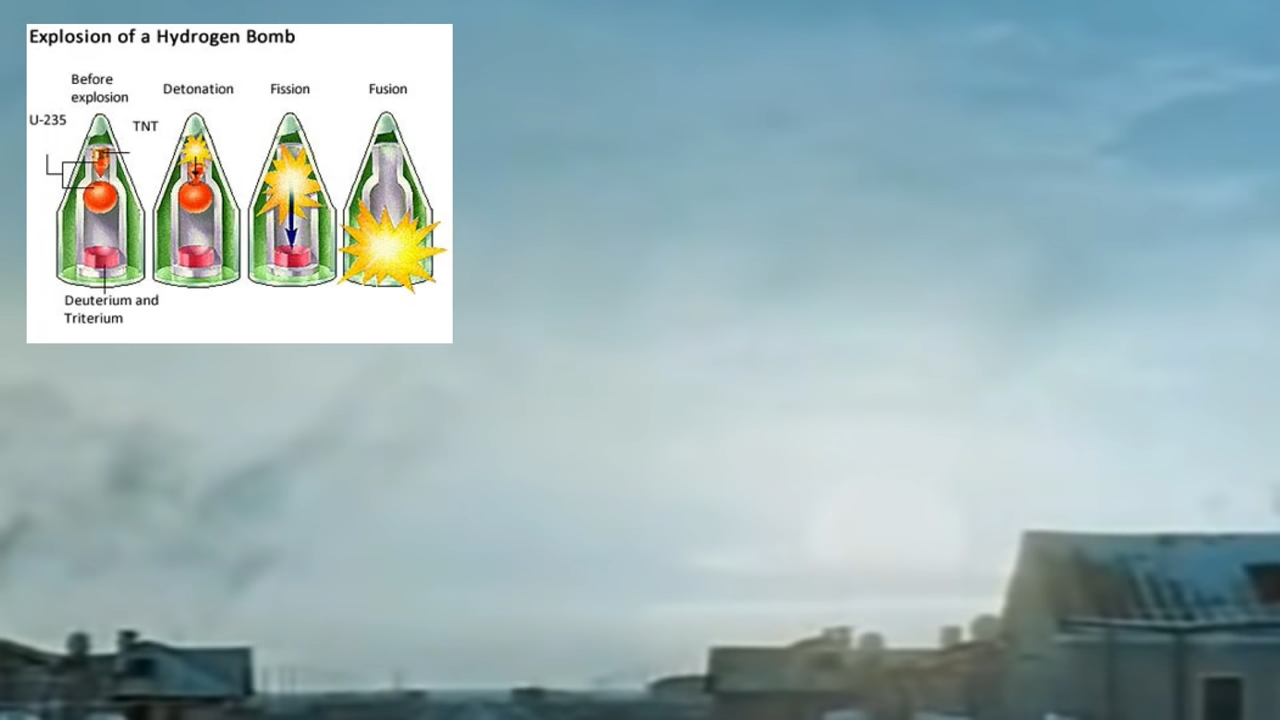 Explosion of a Hydrogen Bomb
Before
explosion
Detonation
Fission
Fusion
U-235
TNT
Deuterium and
Triterium